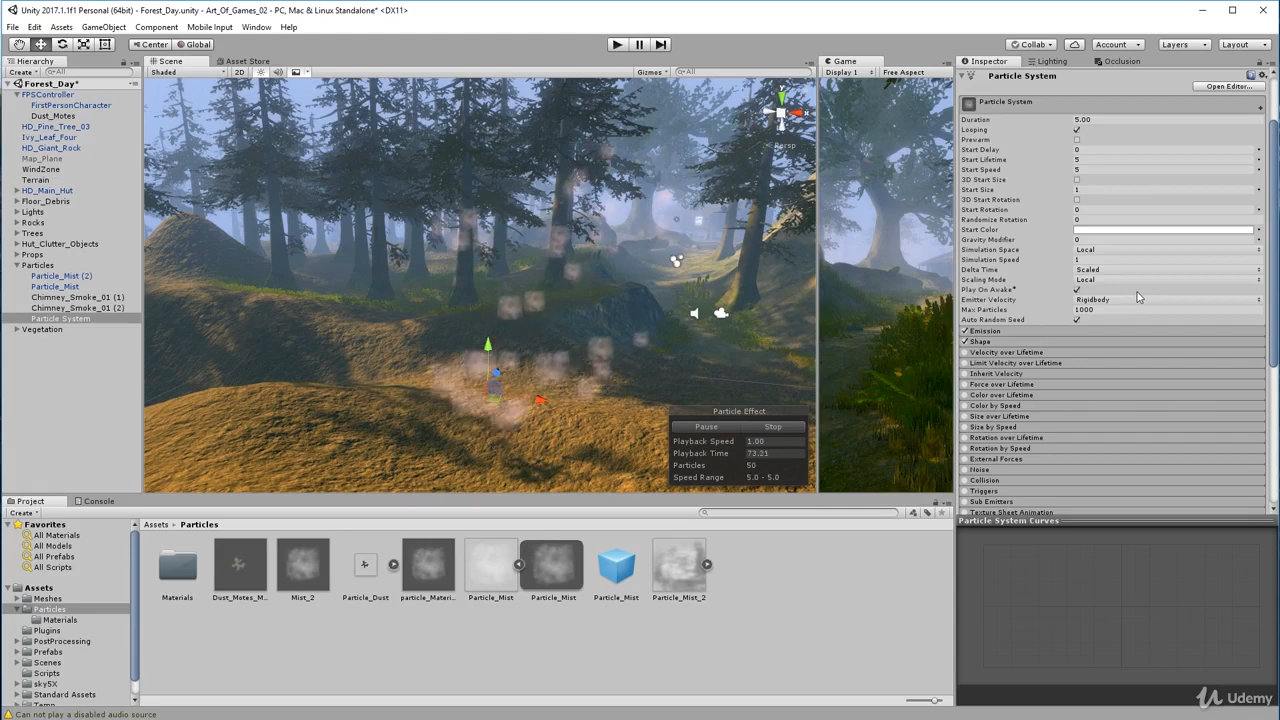 Unity 2017.1.1f1 Personal (64bit) - Forest_Day.unity - Art_Of_Games_02 - PC, Mac & Linux Standalone* <DX11>
File Edit Assets GameObject Component Mobile Input Window Help
Center Global Collab Account Layers Layout
Hierarchy
Create All
Forest_Day*
FPSController
FirstPersonCharacter
Dust_Motes
HD_Pine_Tree_03
Ivy_Leaf_Four
HD_Giant_Rock
Map_Plane
WindZone
Terrain
HD_Main_Hut
Floor_Debris
Lights
Rocks
Trees
Hut_Clutter_Objects
Props
Particles
Particle_Mist (2)
Particle_Mist
Chimney_Smoke_01 (1)
Chimney_Smoke_01 (2)
Particle System
Vegetation
Scene Asset Store
Shaded 2D Gizmos All
y
x
Persp
Particle Effect
Pause Stop
Playback Speed 1.00
Playback Time 73.21
Particles 50
Speed Range 5.0 - 5.0
Game
Display 1 Free Aspect
Inspector Lighting Occlusion
Particle System
Open Editor...
Particle System
Duration 5.00
Looping
Prewarm
Start Delay 0
Start Lifetime 5
Start Speed 5
3D Start Size
Start Size 1
3D Start Rotation
Start Rotation 0
Randomize Rotation 0
Start Color
Gravity Modifier 0
Simulation Space Local
Simulation Speed 1
Delta Time Scaled
Scaling Mode Local
Play On Awake*
Emitter Velocity Rigidbody
Max Particles 1000
Auto Random Seed
Emission
Shape
Velocity over Lifetime
Limit Velocity over Lifetime
Inherit Velocity
Force over Lifetime
Color over Lifetime
Color by Speed
Size over Lifetime
Size by Speed
Rotation over Lifetime
Rotation by Speed
External Forces
Noise
Collision
Triggers
Sub Emitters
Texture Sheet Animation
Particle System Curves
Project Console
Create
Favorites
All Materials
All Models
All Prefabs
All Scripts
Assets
Meshes
Particles
Materials
Plugins
PostProcessing
Prefabs
Scenes
Scripts
sky5X
Standard Assets
Temp
Assets Particles
Materials Dust_Motes_M... Mist_2 Particle_Dust particle_Materi... Particle_Mist Particle_Mist Particle_Mist Particle_Mist_2
Can not play a disabled audio source
Udemy